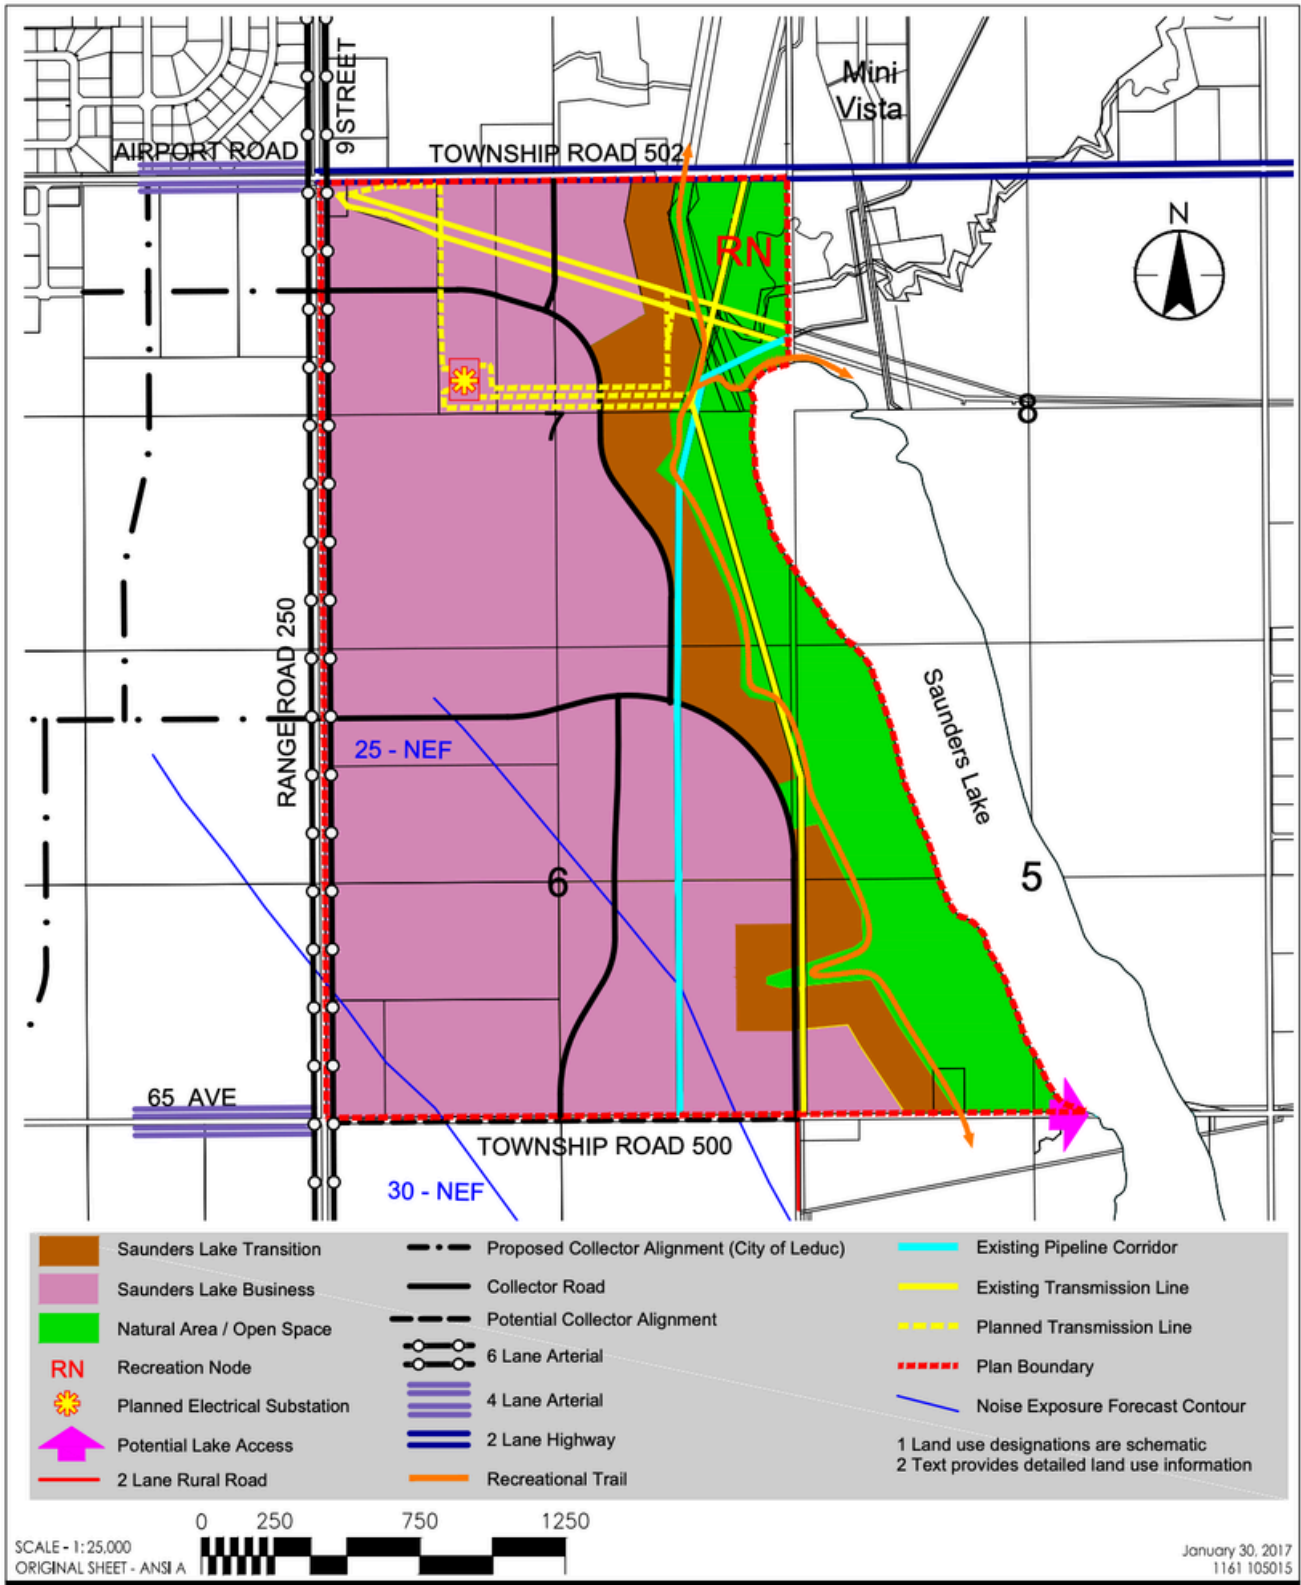 9 STREET
Mini
Vista
AIRPORT ROAD
TOWNSHIP ROAD 502
RN
N
7
8
RANGE ROAD 250
Saunders Lake
25 - NEF
6
5
65 AVE
TOWNSHIP ROAD 500
30 - NEF
Saunders Lake Transition
Saunders Lake Business
Natural Area / Open Space
RN Recreation Node
Planned Electrical Substation
Potential Lake Access
2 Lane Rural Road
Proposed Collector Alignment (City of Leduc)
Collector Road
Potential Collector Alignment
6 Lane Arterial
4 Lane Arterial
2 Lane Highway
Recreational Trail
Existing Pipeline Corridor
Existing Transmission Line
Planned Transmission Line
Plan Boundary
Noise Exposure Forecast Contour
1 Land use designations are schematic
2 Text provides detailed land use information
0 250 750 1250
SCALE - 1:25,000
ORIGINAL SHEET - ANSI A
January 30, 2017
1161 105015